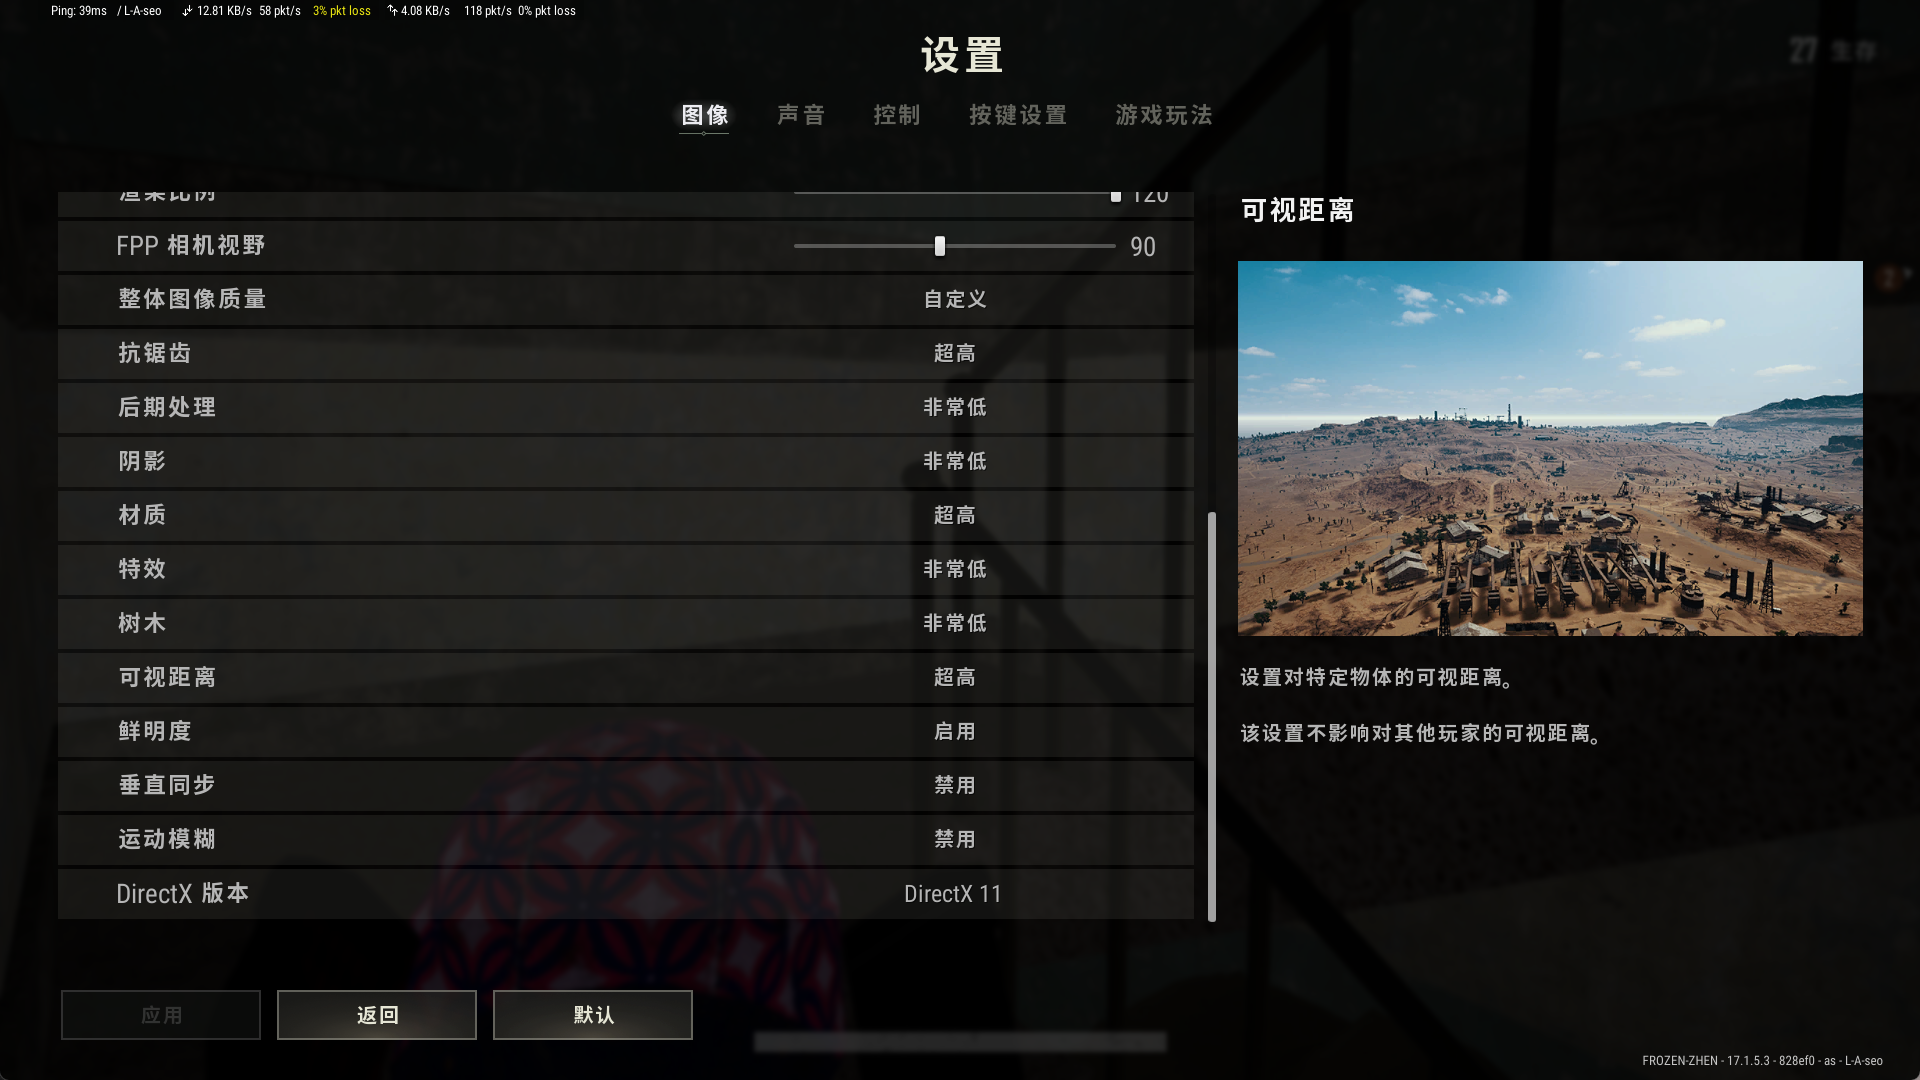 Ping: 39ms / L-A-seo 12.81 KB/s 58 pkt/s 3% pkt loss 4.08 KB/s 118 pkt/s 0% pkt loss
设置
27 生存
图像 声音 控制 按键设置 游戏玩法
渲染比例 120
FPP 相机视野 90
整体图像质量 自定义
抗锯齿 超高
后期处理 非常低
阴影 非常低
材质 超高
特效 非常低
树木 非常低
可视距离 超高
鲜明度 启用
垂直同步 禁用
运动模糊 禁用
DirectX 版本 DirectX 11
可视距离
设置对特定物体的可视距离。
该设置不影响对其他玩家的可视距离。
应用 返回 默认
FROZEN-ZHEN - 17.1.5.3 - 828ef0 - as - L-A-seo